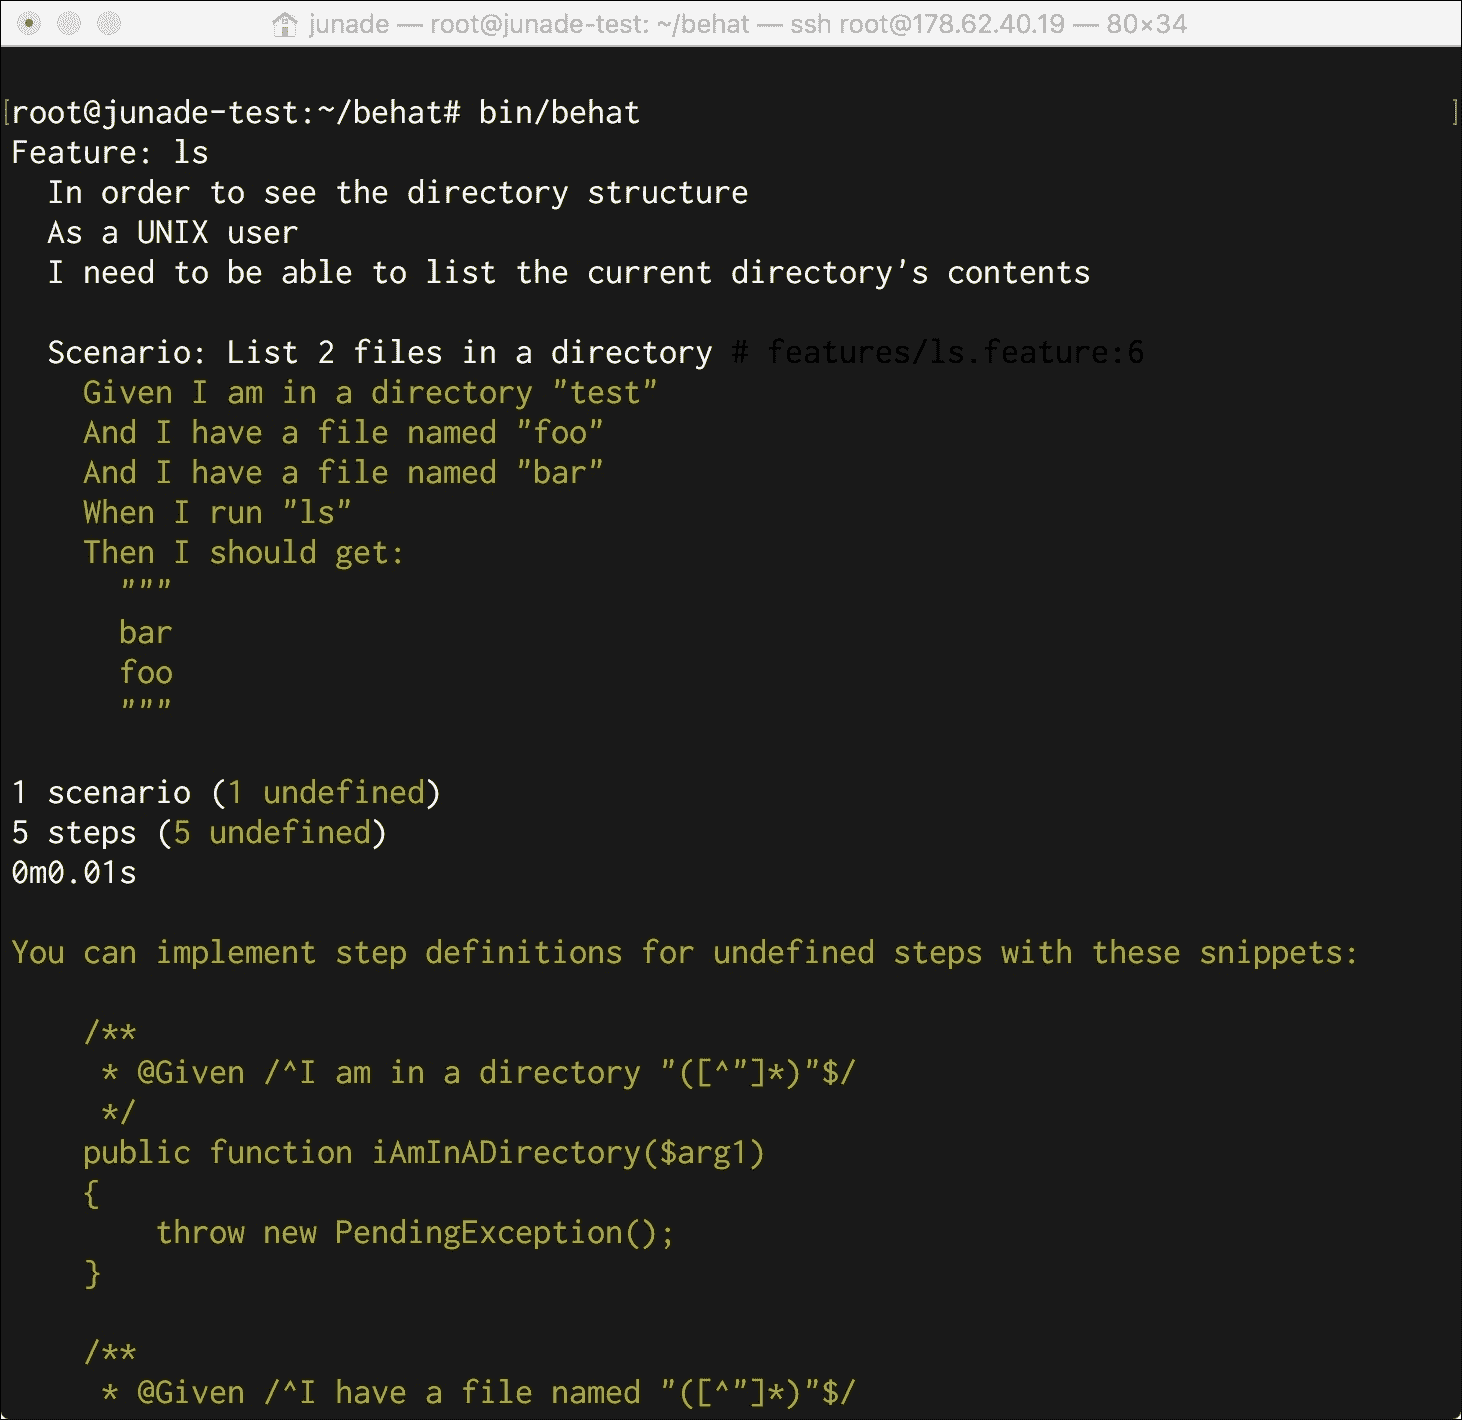 junade — root@junade-test: ~/behat — ssh root@178.62.40.19 — 80×34
[root@junade-test:~/behat# bin/behat ]
Feature: ls
  In order to see the directory structure
  As a UNIX user
  I need to be able to list the current directory's contents

  Scenario: List 2 files in a directory # features/ls.feature:6
    Given I am in a directory "test"
    And I have a file named "foo"
    And I have a file named "bar"
    When I run "ls"
    Then I should get:
      """
      bar
      foo
      """

1 scenario (1 undefined)
5 steps (5 undefined)
0m0.01s

You can implement step definitions for undefined steps with these snippets:

    /**
     * @Given /^I am in a directory "([^"]*)"$/
     */
    public function iAmInADirectory($arg1)
    {
        throw new PendingException();
    }

    /**
     * @Given /^I have a file named "([^"]*)"$/